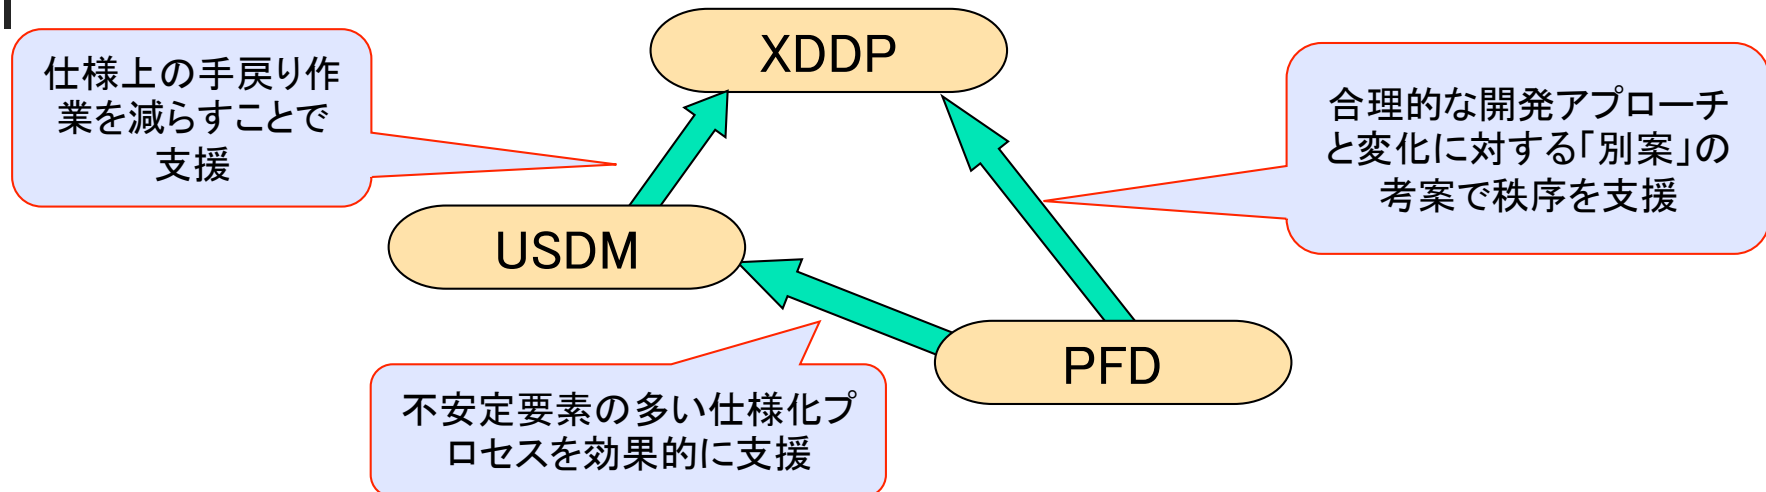 XDDP
仕様上の手戻り作
業を減らすことで
支援
合理的な開発アプローチ
と変化に対する「別案」の
考案で秩序を支援
USDM
PFD
不安定要素の多い仕様化プ
ロセスを効果的に支援